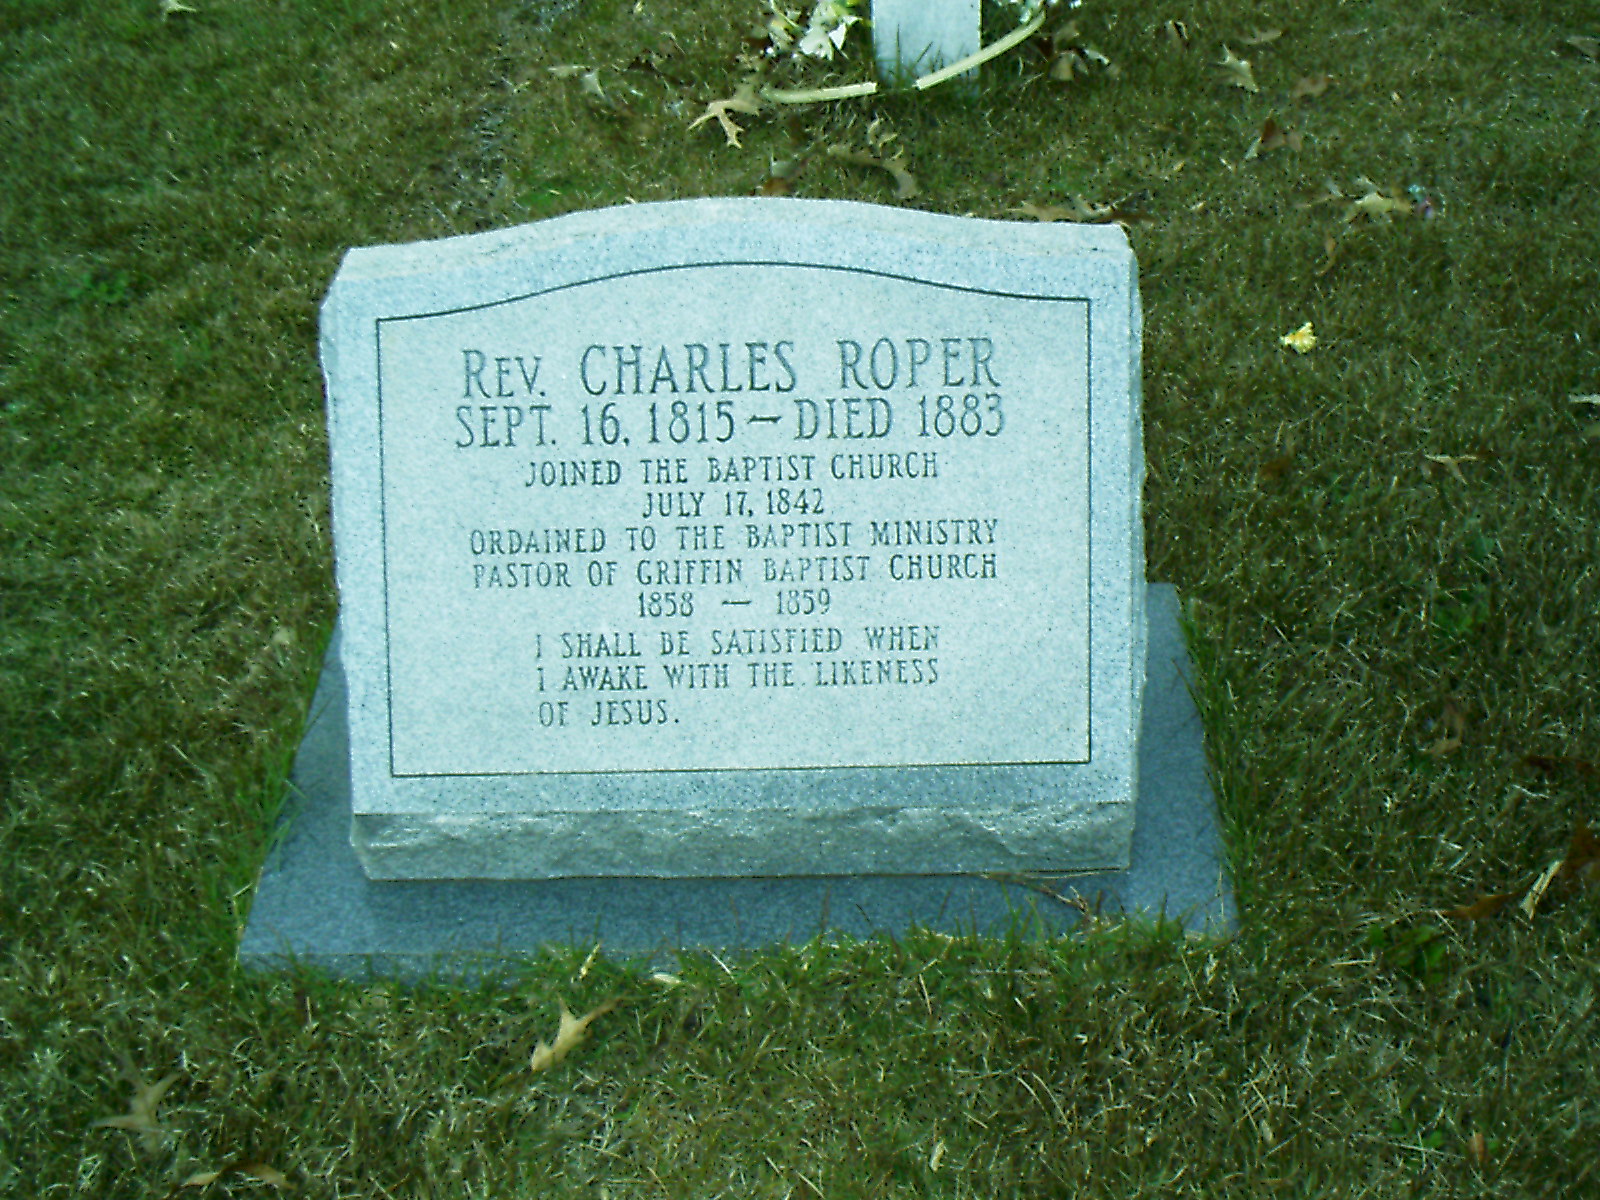 REV. CHARLES ROPER
SEPT. 16, 1815 — DIED 1883
JOINED THE BAPTIST CHURCH
JULY 17, 1842
ORDAINED TO THE BAPTIST MINISTRY
PASTOR OF GRIFFIN BAPTIST CHURCH
1858 — 1859
I SHALL BE SATISFIED WHEN
I AWAKE WITH THE LIKENESS
OF JESUS.